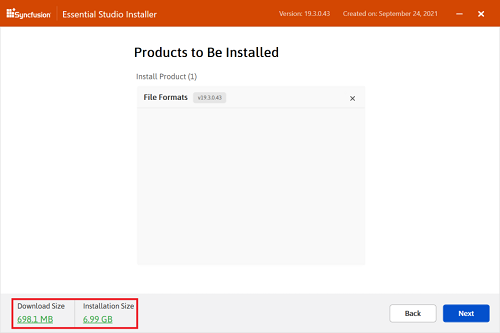 Syncfusion Essential Studio Installer Version: 19.3.0.43 Created on: September 24, 2021
Products to Be Installed
Install Product (1)
File Formats v19.3.0.43
Download Size Installation Size
698.1 MB 6.99 GB
Back Next